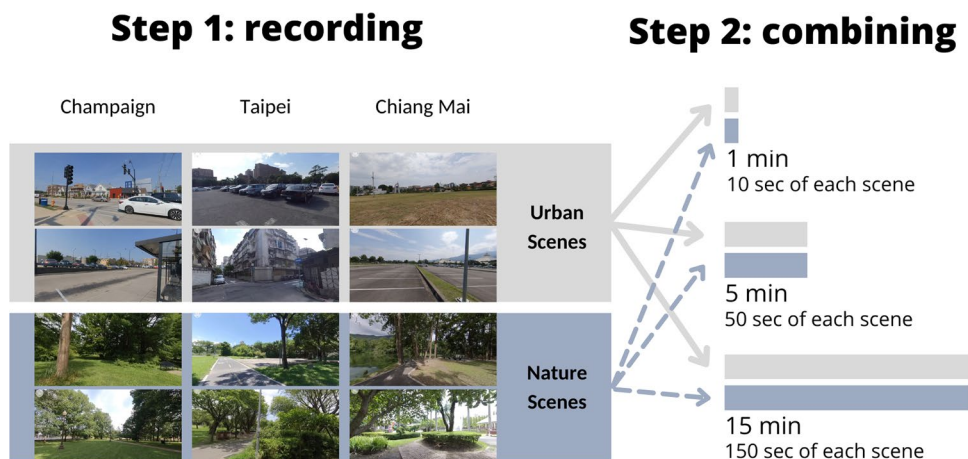 Step 1: recording
Step 2: combining
Champaign
Taipei
Chiang Mai
Urban
Scenes
Nature
Scenes
1 min
10 sec of each scene
5 min
50 sec of each scene
15 min
150 sec of each scene